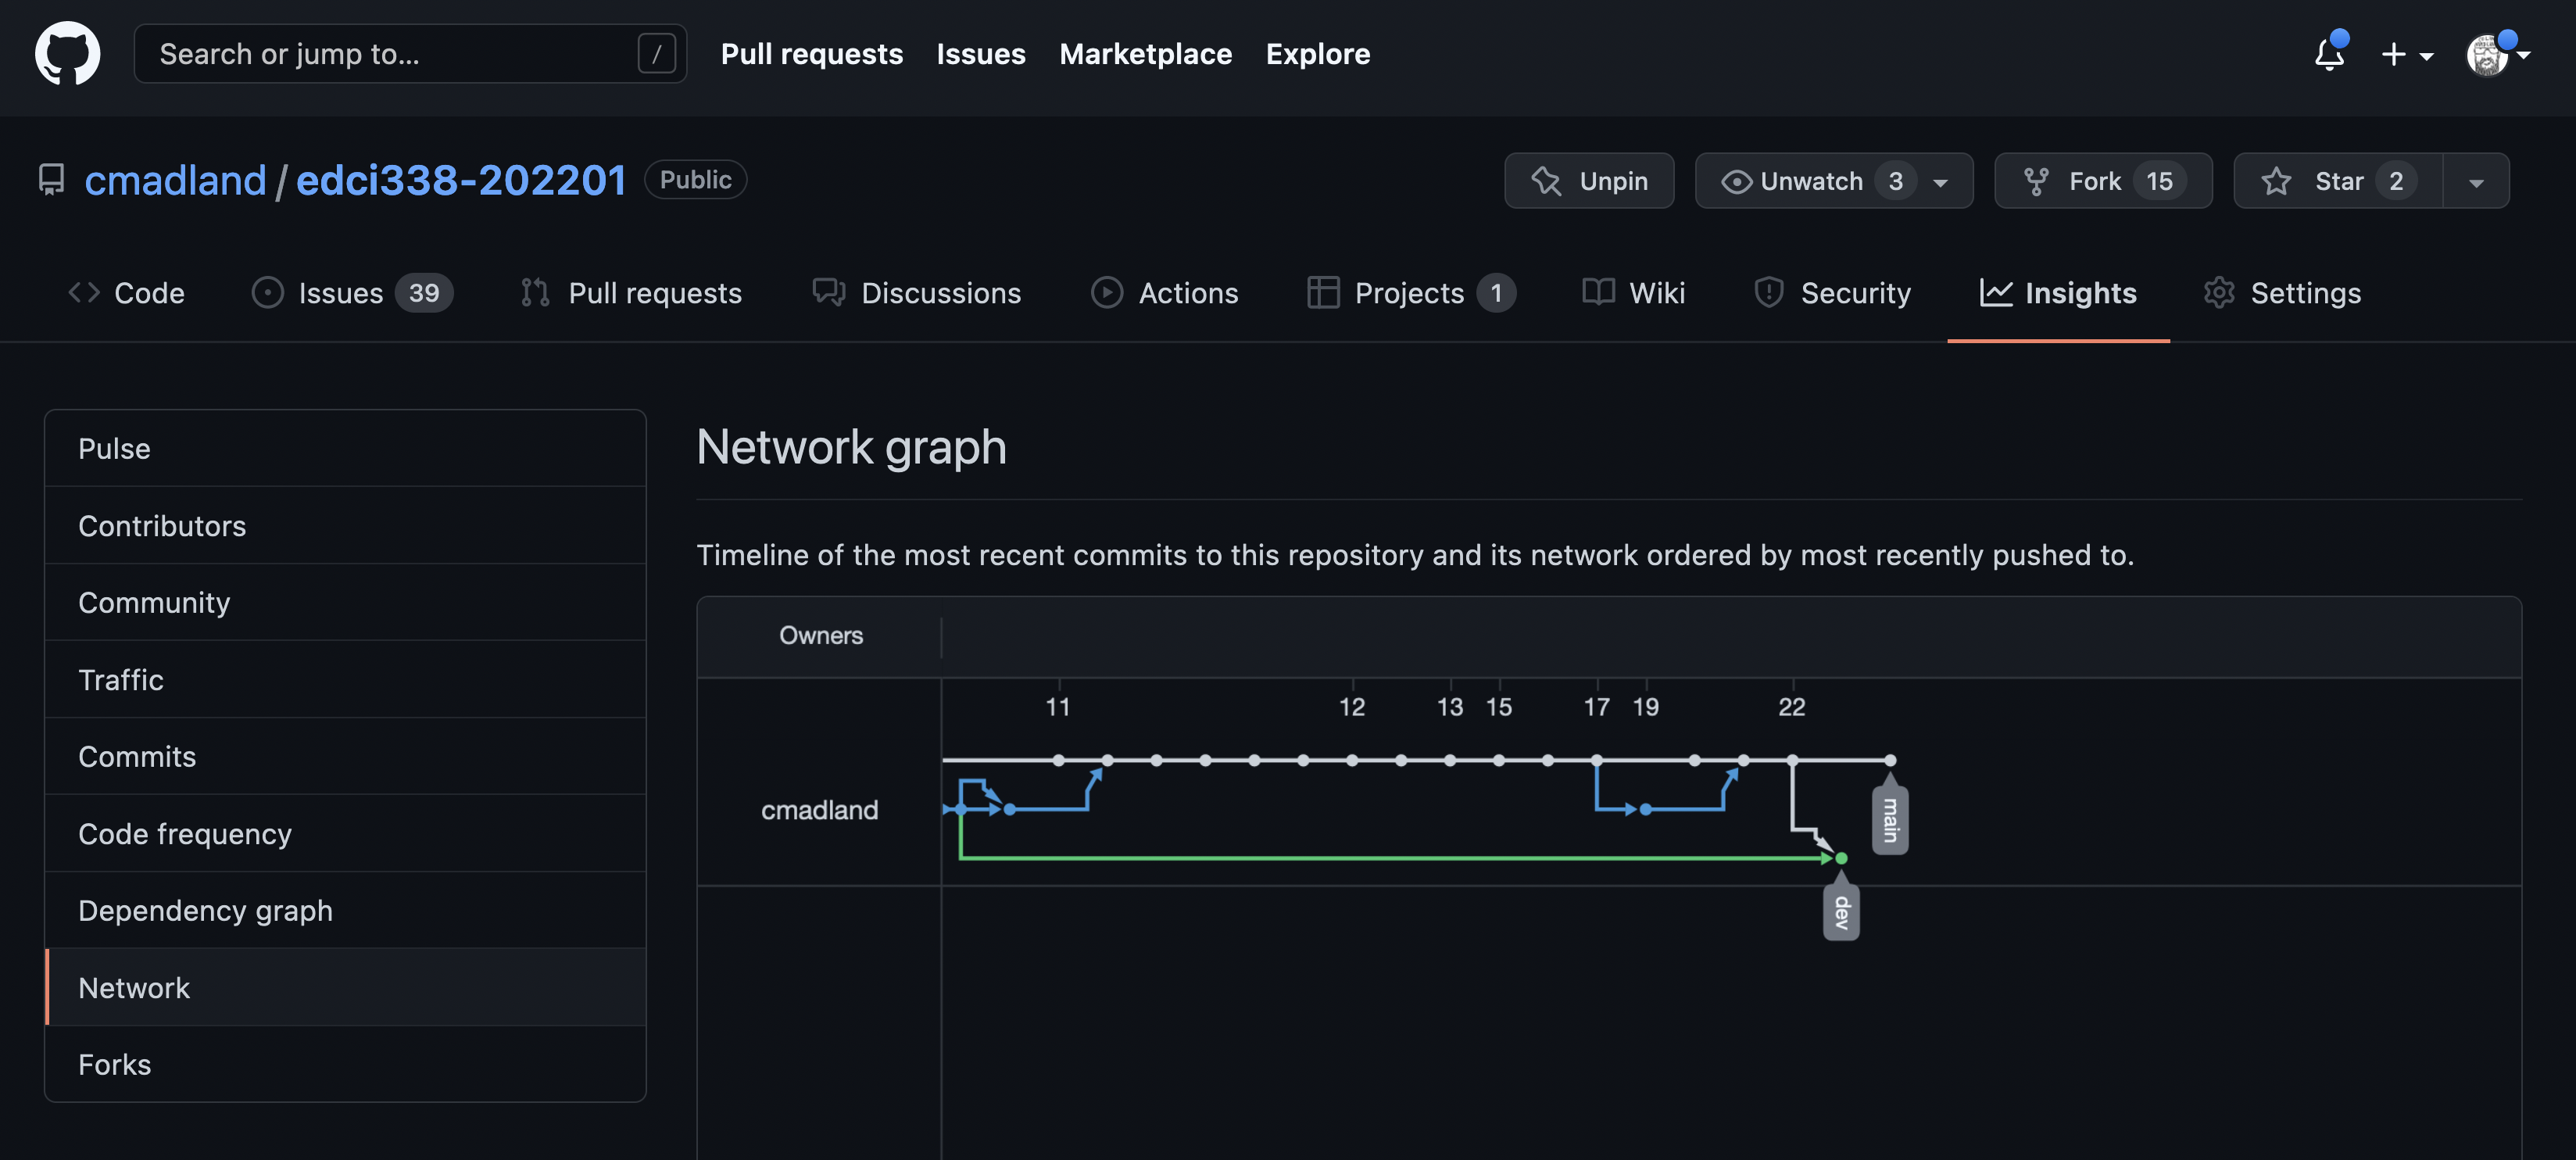 Search or jump to... /
Pull requests
Issues
Marketplace
Explore
cmadland / edci338-202201
Public
Unpin
Unwatch 3
Fork 15
Star 2
Code
Issues 39
Pull requests
Discussions
Actions
Projects 1
Wiki
Security
Insights
Settings
Pulse
Contributors
Community
Traffic
Commits
Code frequency
Dependency graph
Network
Forks
Network graph
Timeline of the most recent commits to this repository and its network ordered by most recently pushed to.
Owners
11 12 13 15 17 19 22
cmadland
main
dev